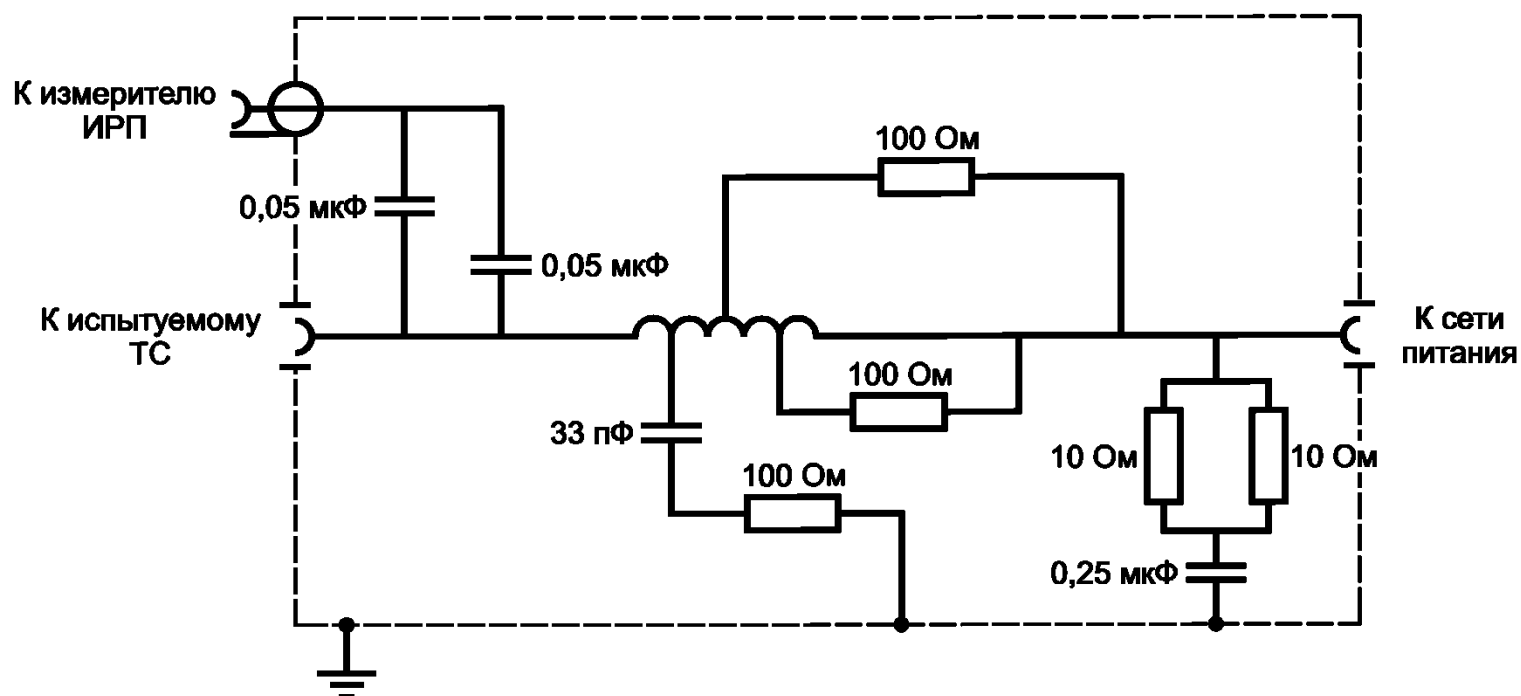 К измерителю
ИРП
100 Ом
0,05 мкФ
0,05 мкФ
К испытуемому
ТС
К сети
питания
100 Ом
33 пФ
100 Ом
10 Ом
10 Ом
0,25 мкФ